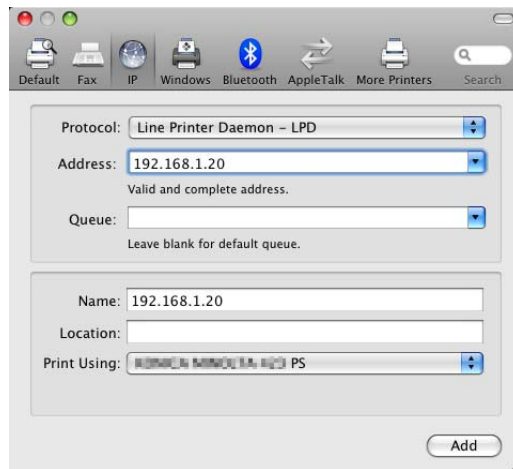 Default Fax IP Windows Bluetooth AppleTalk More Printers Search
Protocol: Line Printer Daemon – LPD
Address: 192.168.1.20
Valid and complete address.
Queue:
Leave blank for default queue.
Name: 192.168.1.20
Location:
Print Using: PS
Add